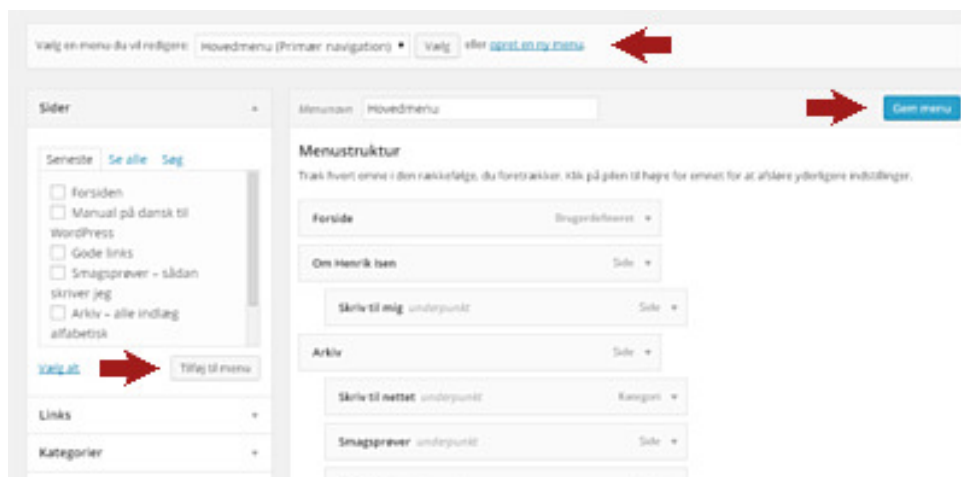 Vælg en menu du vil redigere: Hovedmenu (Primær navigation) Vælg eller opret en ny menu
Sider
Seneste Se alle Søg
Forsiden
Manual på dansk til
WordPress
Gode links
Smagsprøver – sådan
skriver jeg
Arkiv – alle indlæg
alfabetisk
Vælg alt Tilføj til menu
Links
Kategorier
Menunavn Hovedmenu Gem menu
Menustruktur
Træk hvert emne i den rækkefølge, du foretrækker. Klik på pilen til højre for emnet for at afsløre yderligere indstillinger.
Forside Brugerdefineret
Om Henrik Isen Side
Skriv til mig underpunkt Side
Arkiv Side
Skriv til nettet underpunkt Kategori
Smagsprøver underpunkt Side